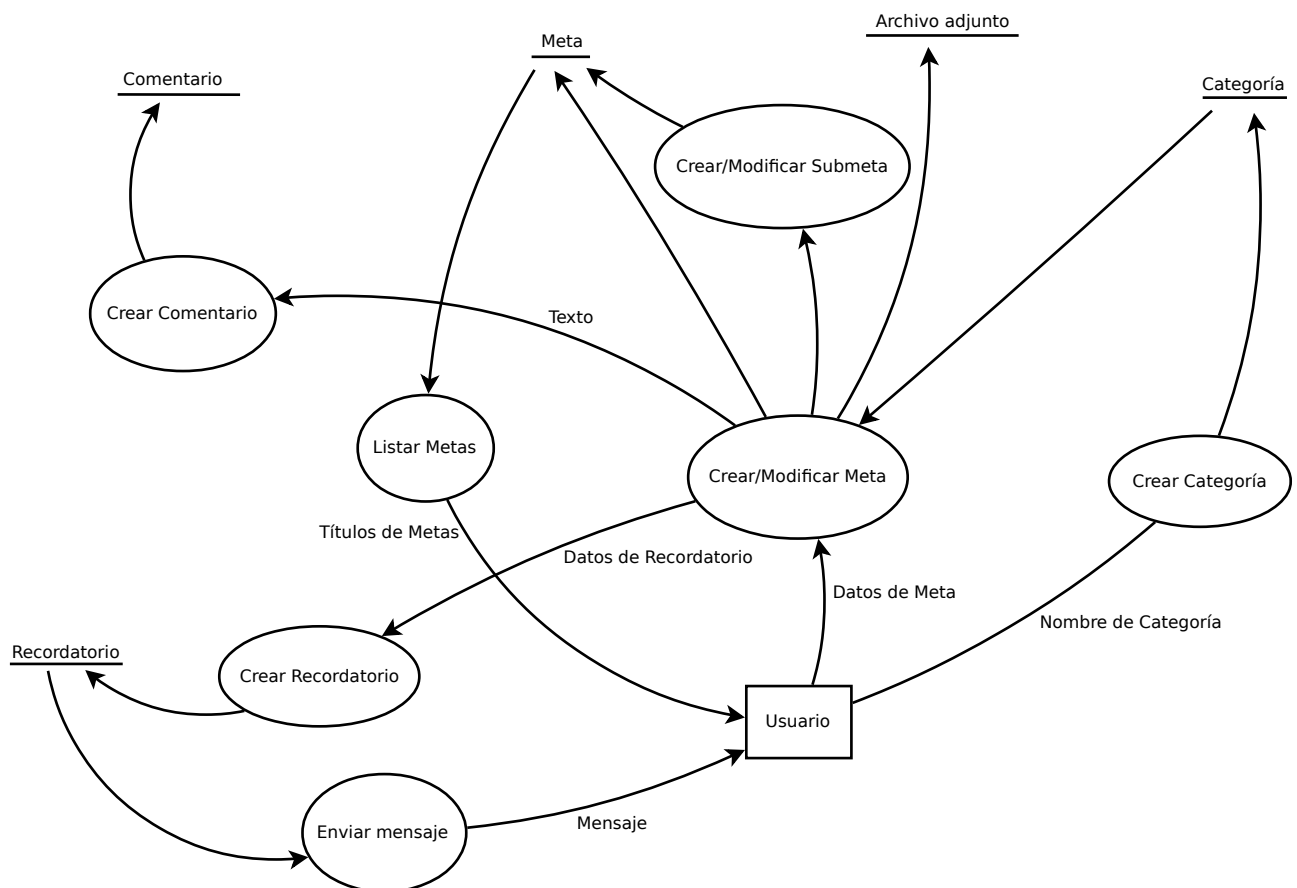 Archivo adjunto
Meta
Comentario
Categoría
Crear/Modificar Submeta
Crear Comentario
Texto
Listar Metas
Crear/Modificar Meta
Crear Categoría
Títulos de Metas
Datos de Recordatorio
Datos de Meta
Nombre de Categoría
Recordatorio
Crear Recordatorio
Usuario
Mensaje
Enviar mensaje